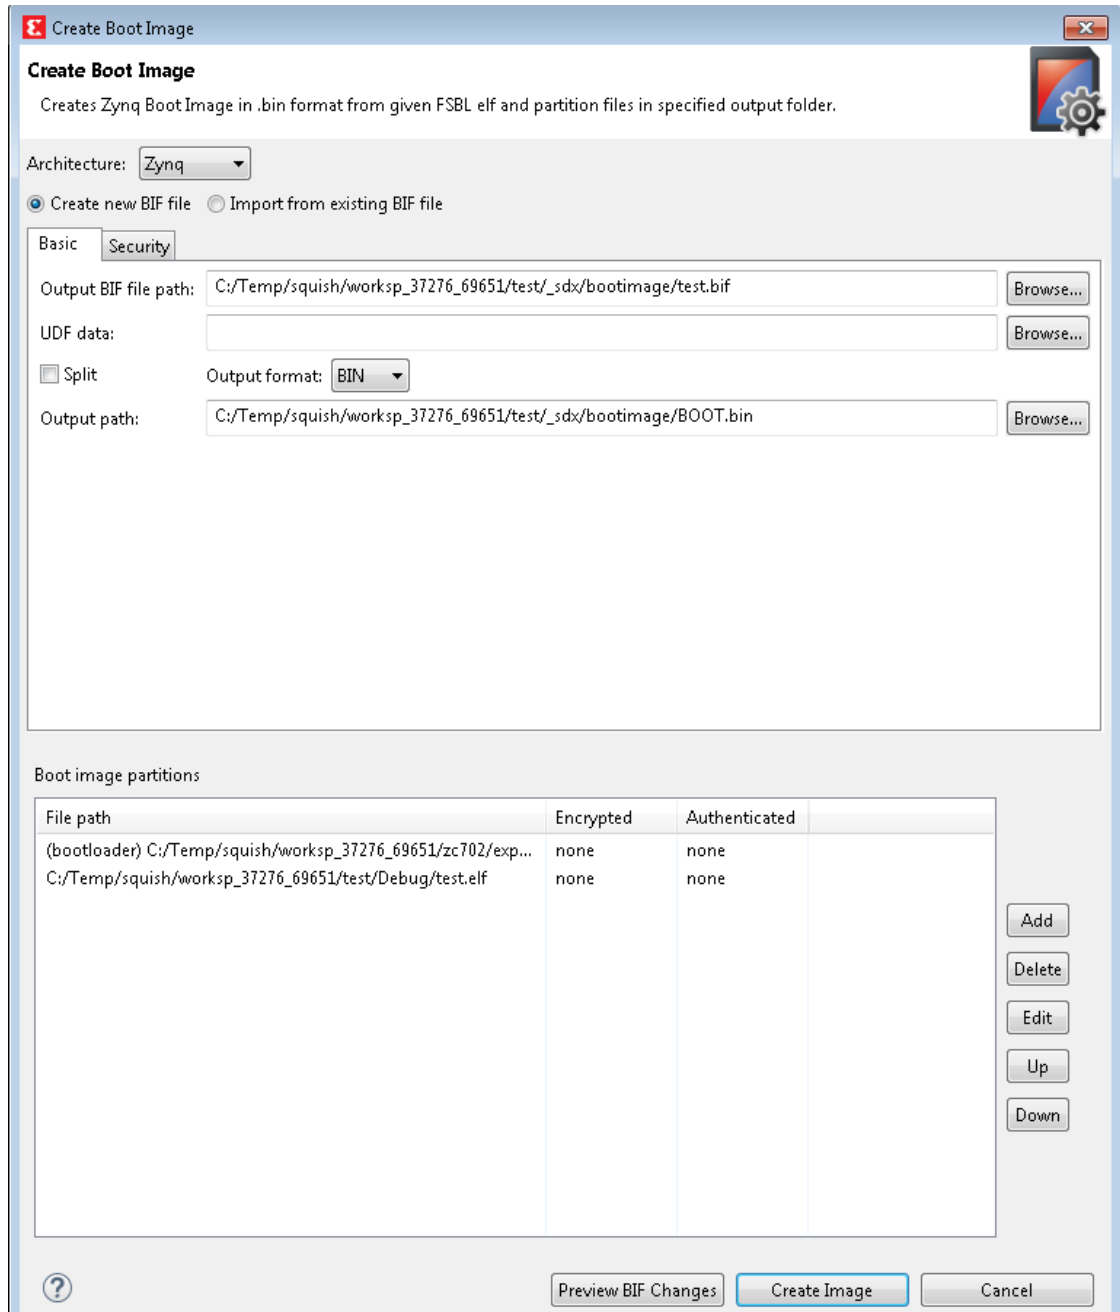 Create Boot Image
Create Boot Image
Creates Zynq Boot Image in .bin format from given FSBL elf and partition files in specified output folder.
Architecture: Zynq
Create new BIF file Import from existing BIF file
Basic Security
Output BIF file path: C:/Temp/squish/worksp_37276_69651/test/_sdx/bootimage/test.bif Browse...
UDF data: Browse...
Split Output format: BIN
Output path: C:/Temp/squish/worksp_37276_69651/test/_sdx/bootimage/BOOT.bin Browse...
Boot image partitions
File path Encrypted Authenticated
(bootloader) C:/Temp/squish/worksp_37276_69651/zc702/exp... none none
C:/Temp/squish/worksp_37276_69651/test/Debug/test.elf none none
Add
Delete
Edit
Up
Down
? Preview BIF Changes Create Image Cancel